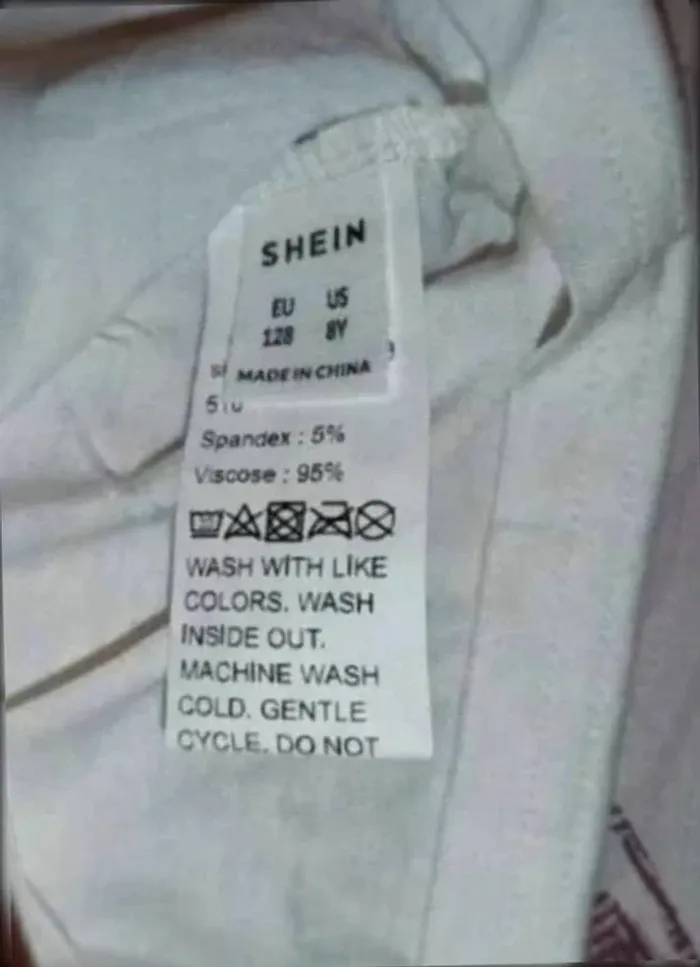 SHEIN
EU US
128 8Y
MADE IN CHINA
Spandex : 5%
Viscose : 95%
WASH WITH LIKE
COLORS. WASH
INSIDE OUT.
MACHINE WASH
COLD. GENTLE
CYCLE. DO NOT